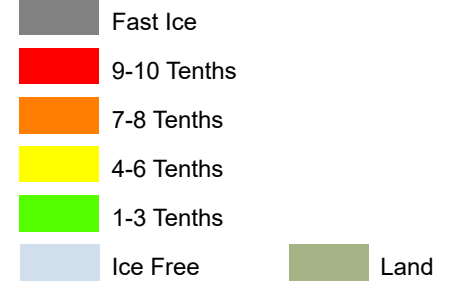 Fast Ice
9-10 Tenths
7-8 Tenths
4-6 Tenths
1-3 Tenths
Ice Free Land